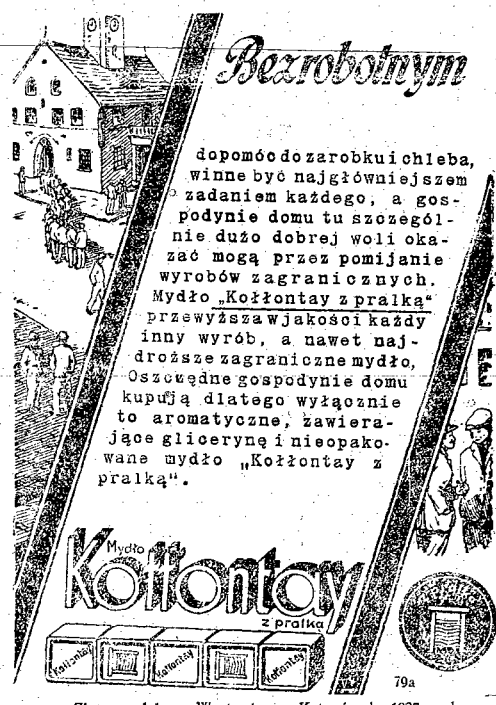 Bezrobotnym
dopomóc do zarobku i chleba,
winne być najgłówniejszem
zadaniem każdego, a gos-
podynie domu tu szczegól-
nie dużo dobrej woli oka-
zać mogą przez pomijanie
wyrobów zagranicznych.
Mydło „Kołłontay z pralką“
przewyższa w jakości każdy
inny wyrób, a nawet naj-
droższe zagraniczne mydło,
Oszczędne gospodynie domu
kupują dlatego wyłącznie
to aromatyczne, zawiera-
jące glicerynę i nieopako-
wane mydło „Kołłontay z
pralką“.
Mydło
Kołłontay
z pralka
Kołłontay
Kołłontay
Kołłontay
79a